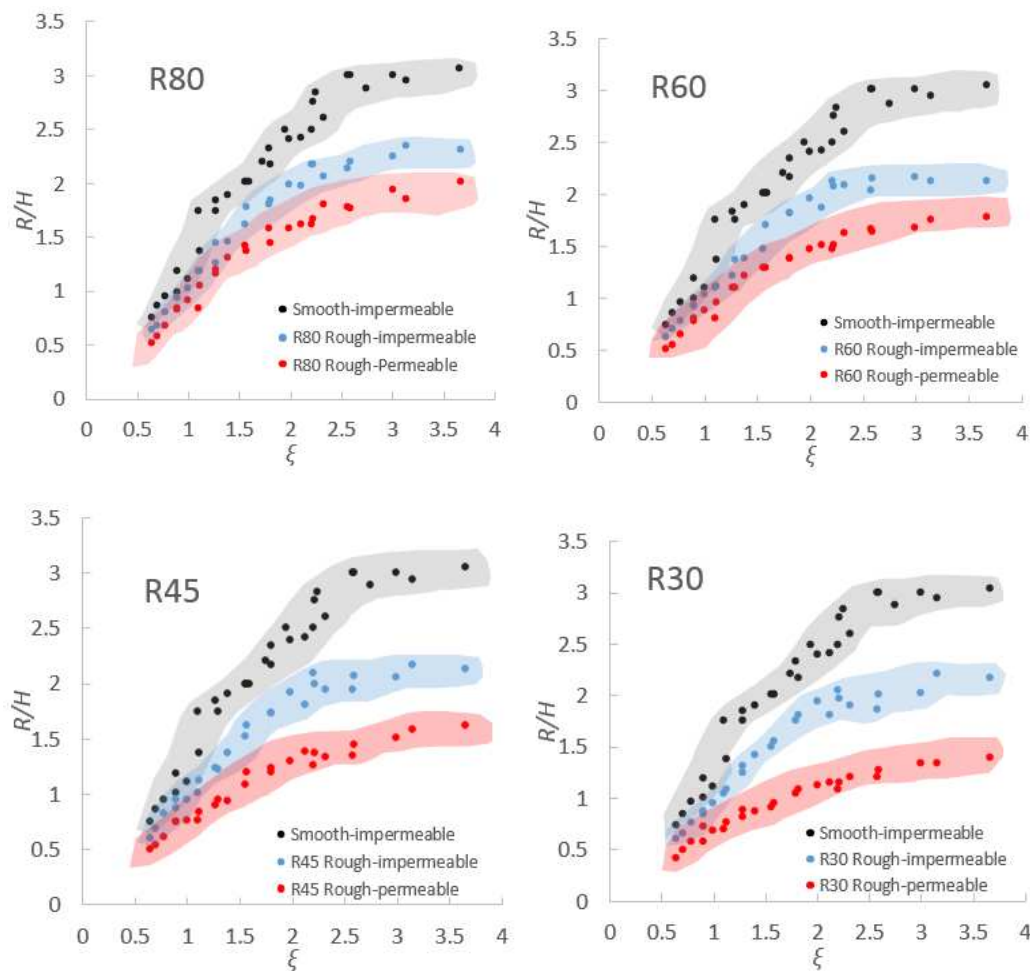 R80
R/H
3.5
3
2.5
2
1.5
1
0.5
0
Smooth-impermeable
R80 Rough-impermeable
R80 Rough-Permeable
0 0.5 1 1.5 2 2.5 3 3.5 4
ξ
R60
R/H
3.5
3
2.5
2
1.5
1
0.5
0
Smooth-impermeable
R60 Rough-impermeable
R60 Rough-permeable
0 0.5 1 1.5 2 2.5 3 3.5 4
ξ
R45
R/H
3.5
3
2.5
2
1.5
1
0.5
0
Smooth-impermeable
R45 Rough-impermeable
R45 Rough-permeable
0 0.5 1 1.5 2 2.5 3 3.5 4
ξ
R30
R/H
3.5
3
2.5
2
1.5
1
0.5
0
Smooth-impermeable
R30 Rough-impermeable
R30 Rough-permeable
0 0.5 1 1.5 2 2.5 3 3.5 4
ξ